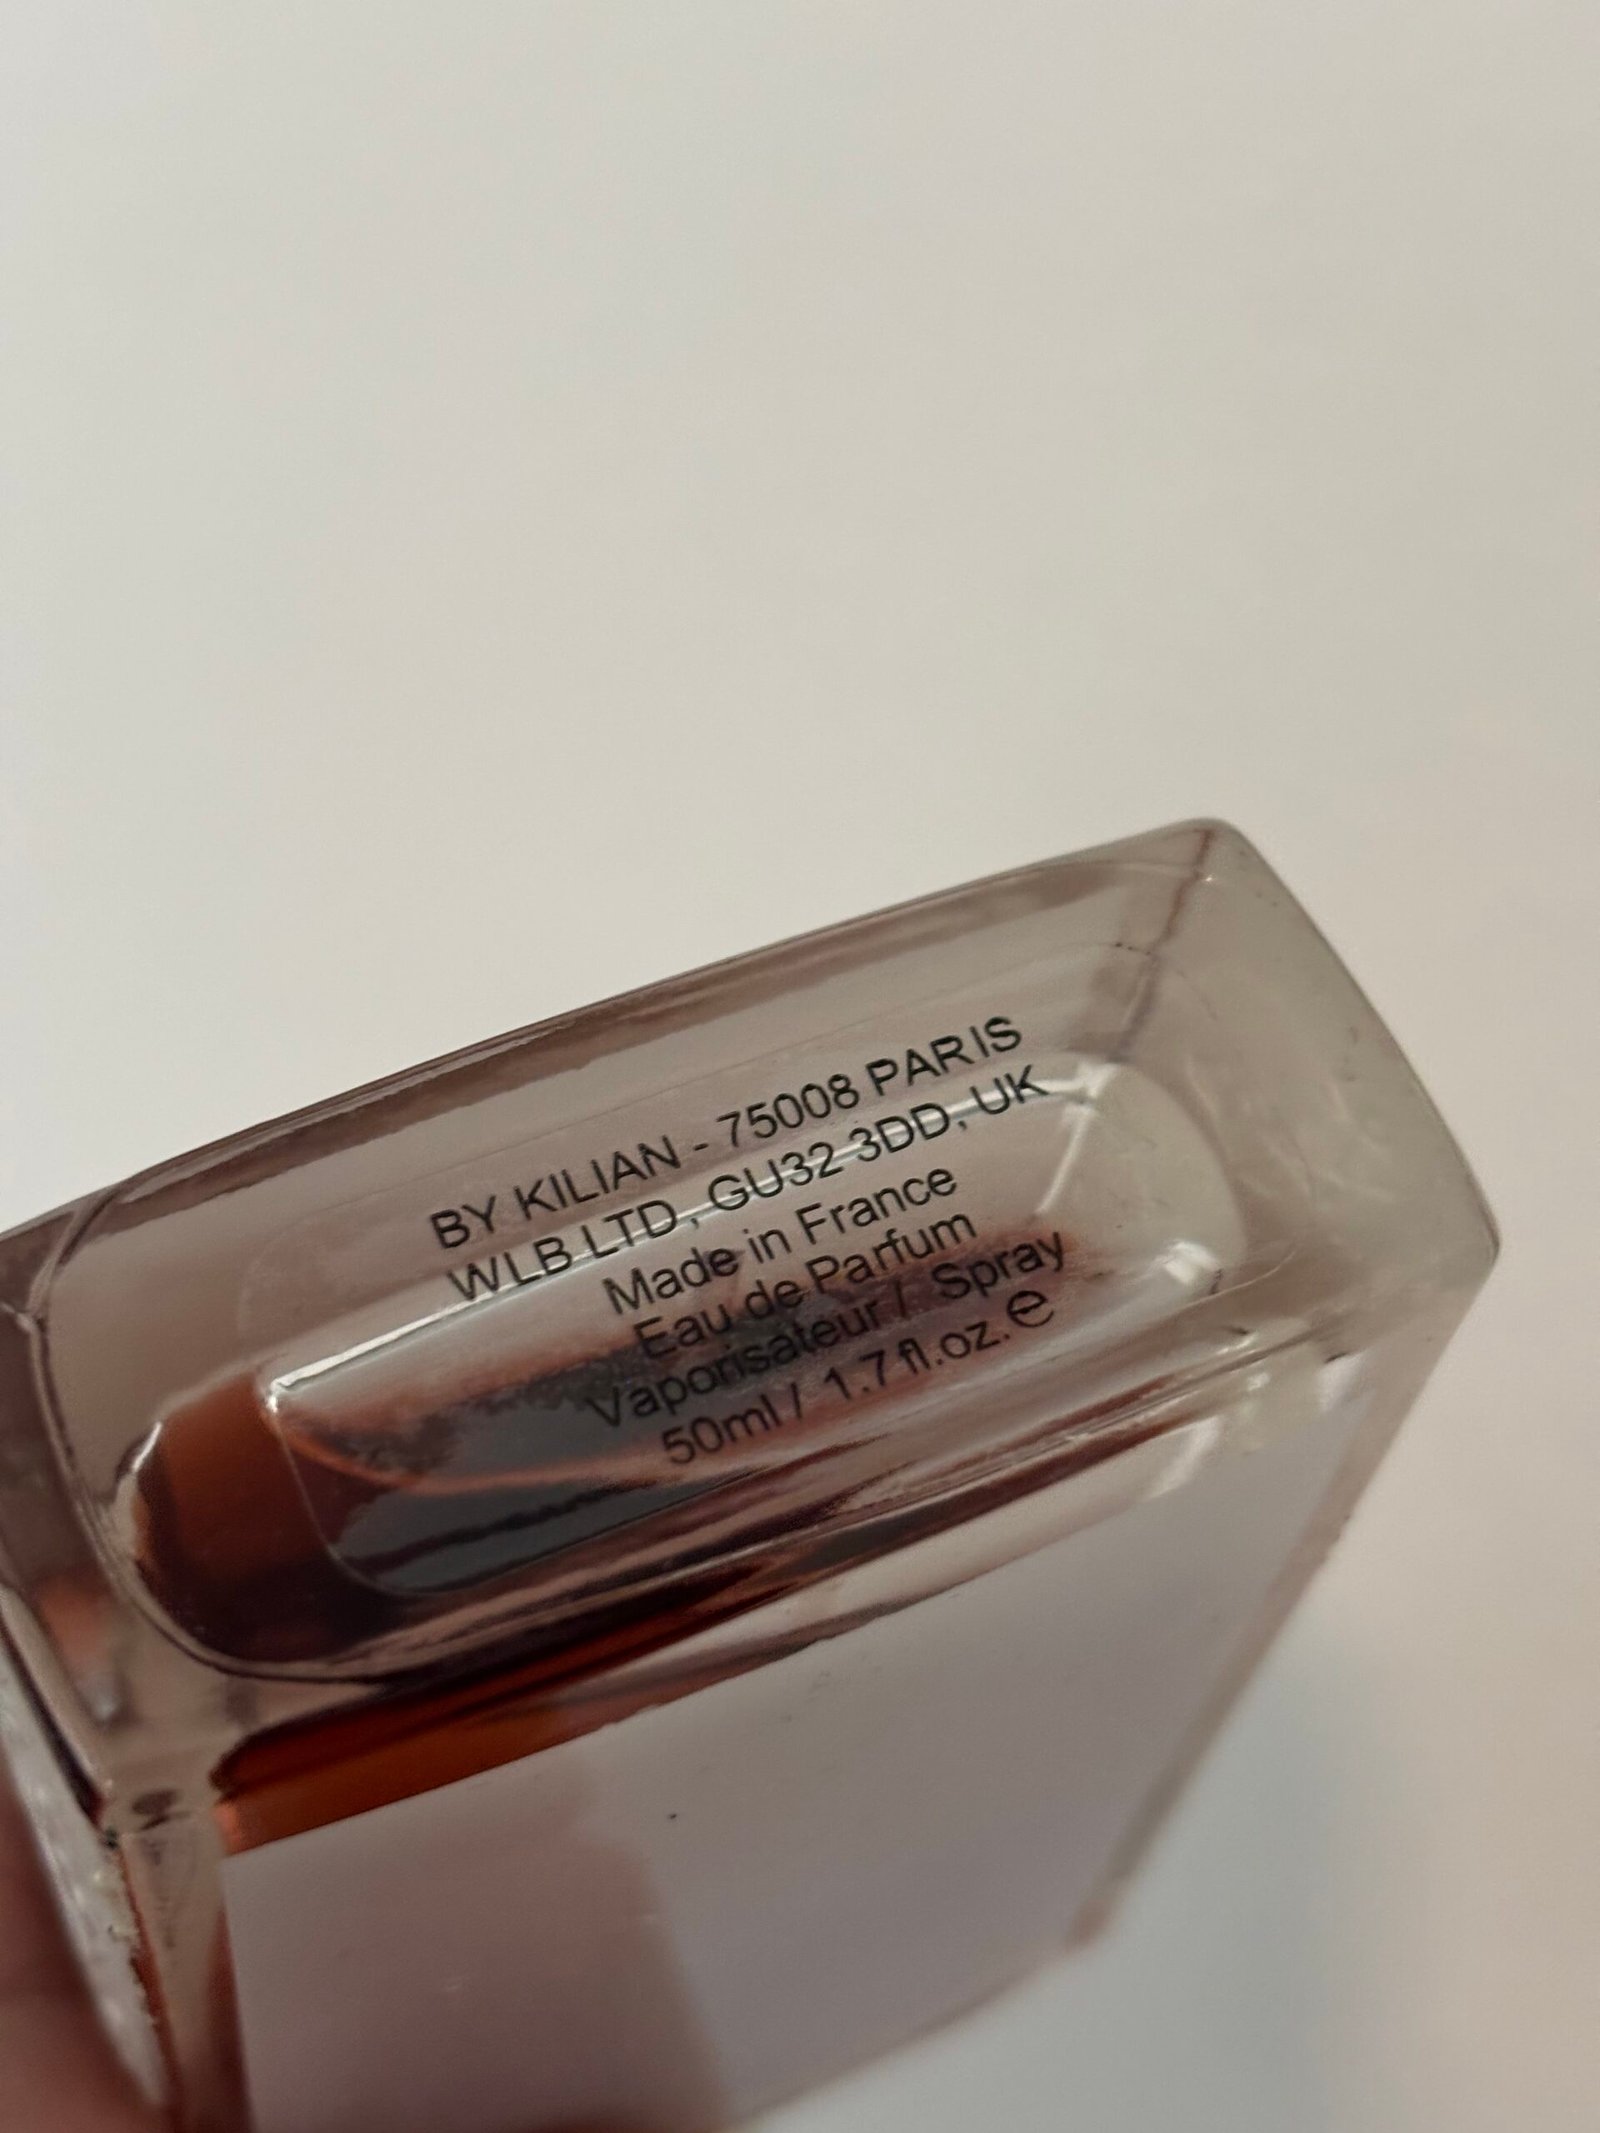 BY KILIAN - 75008 PARIS
WLB LTD, GU32 3DD, UK
Made in France
Eau de Parfum
Vaporisateur / Spray
50ml / 1.7 fl.oz. ℮